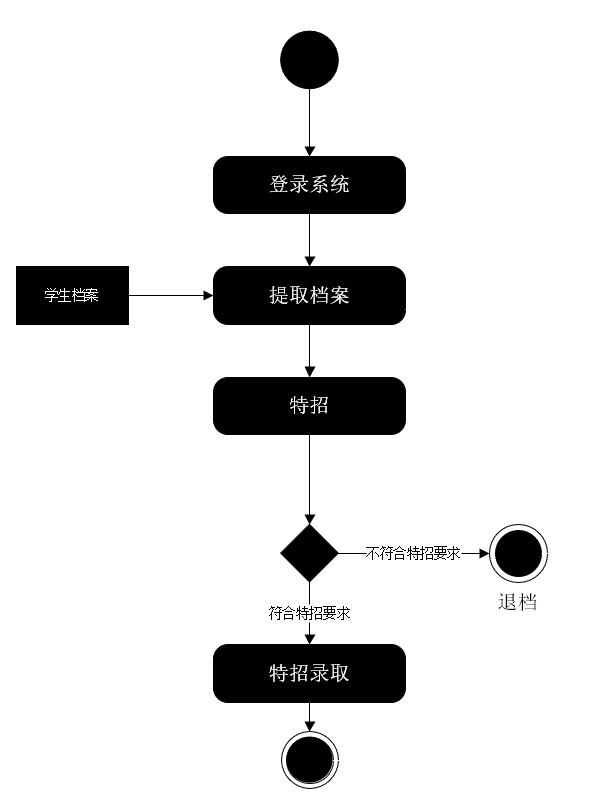 登录系统
学生档案
提取档案
特招
不符合特招要求
退档
符合特招要求
特招录取